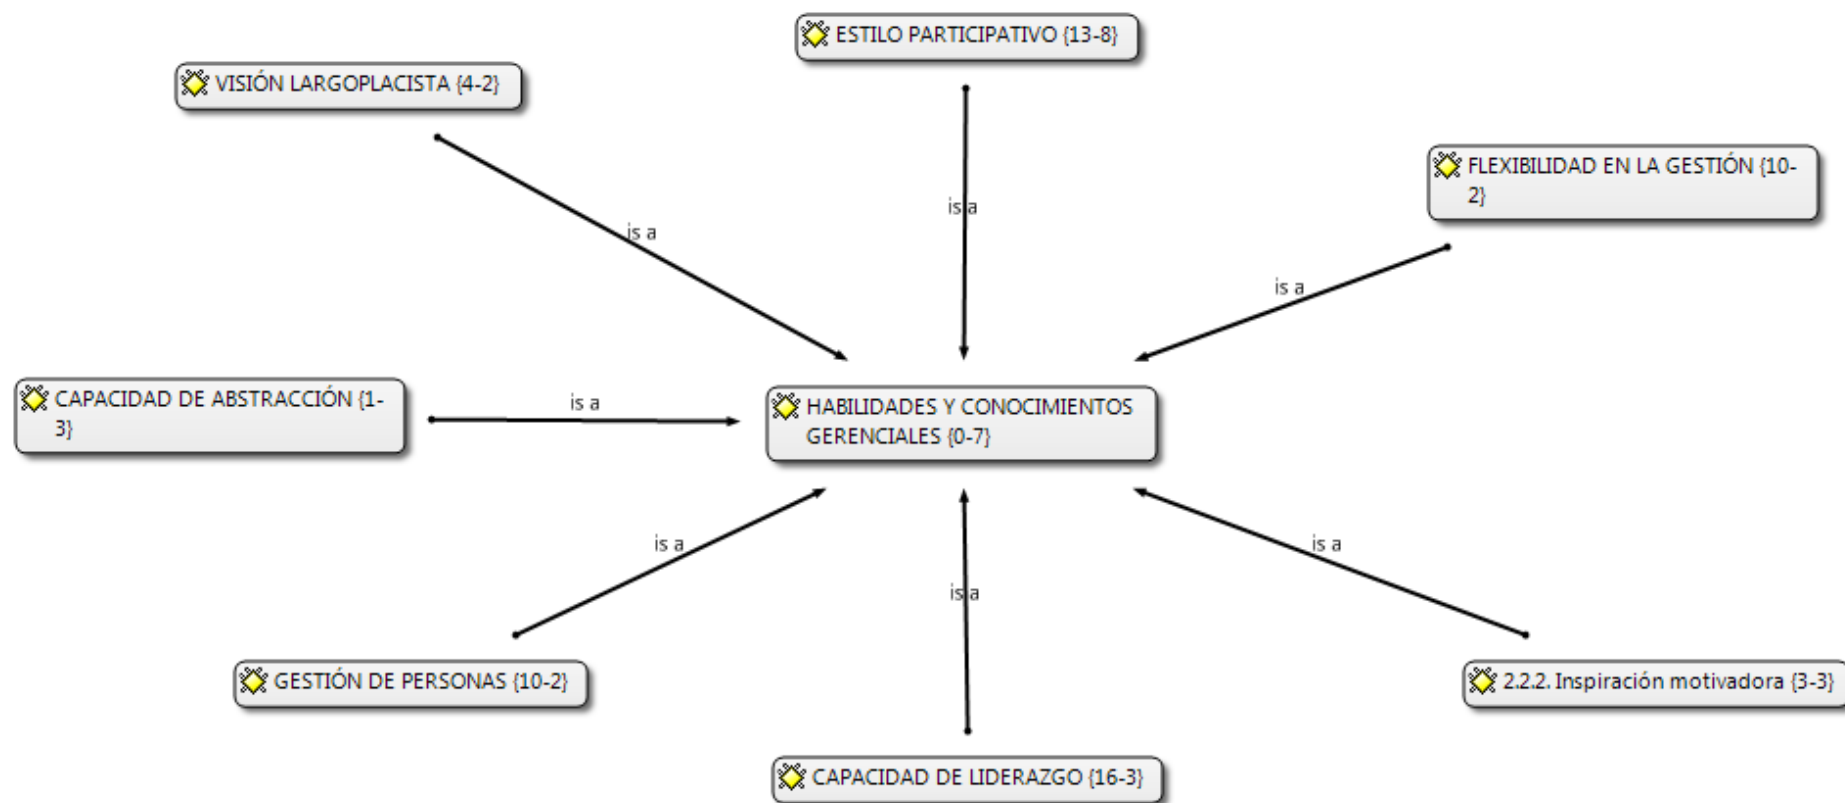 ESTILO PARTICIPATIVO {13-8}
VISIÓN LARGOPLACISTA {4-2}
FLEXIBILIDAD EN LA GESTIÓN {10-
2}
is a
is a
is a
CAPACIDAD DE ABSTRACCIÓN {1-
3}
is a
HABILIDADES Y CONOCIMIENTOS
GERENCIALES {0-7}
is a
is a
is a
GESTIÓN DE PERSONAS {10-2}
2.2.2. Inspiración motivadora {3-3}
CAPACIDAD DE LIDERAZGO {16-3}